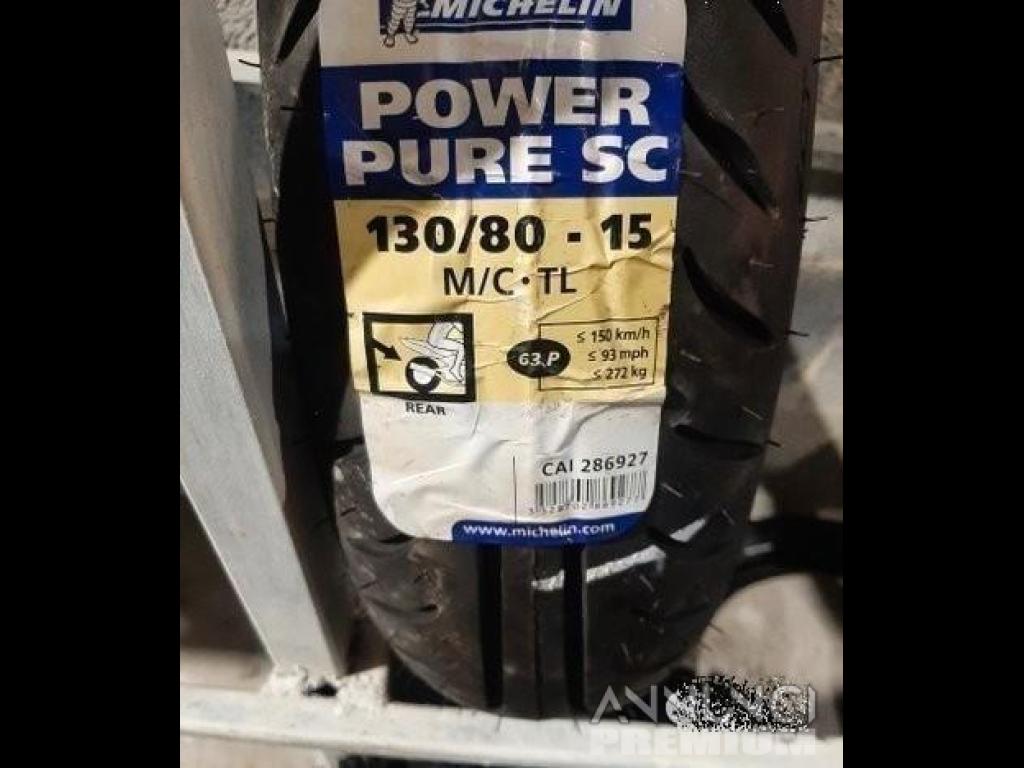 MICHELIN
POWER
PURE SC
130/80 - 15
M/C · TL
≤ 150 km/h
63 P
≤ 93 mph
≤ 272 kg
REAR
CAI 286927
www.michelin.com
PREMIUM